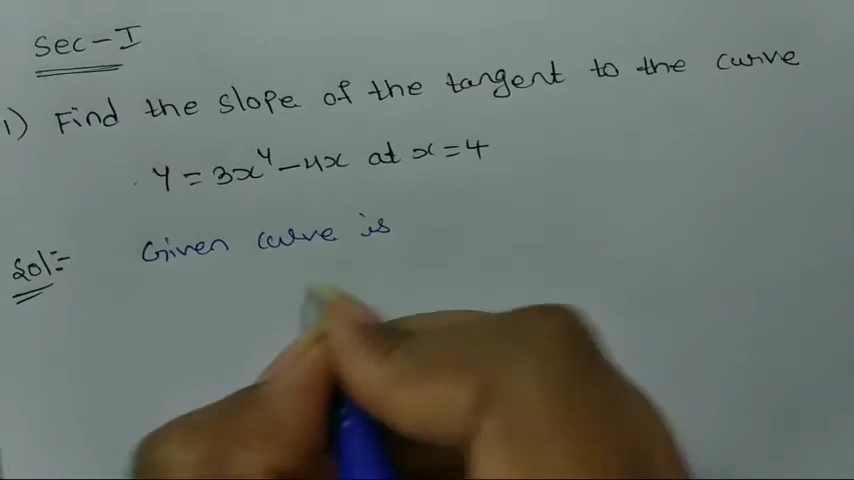 Sec-I
1) Find the slope of the tangent to the curve
y = 3x⁴ - 4x at x = 4
Sol:- Given curve is